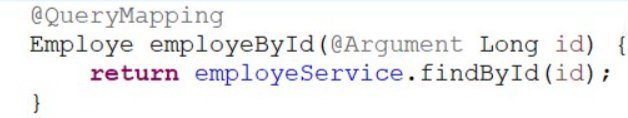 @QueryMapping
Employe employeById(@Argument Long id) {
    return employeService.findById(id);
}